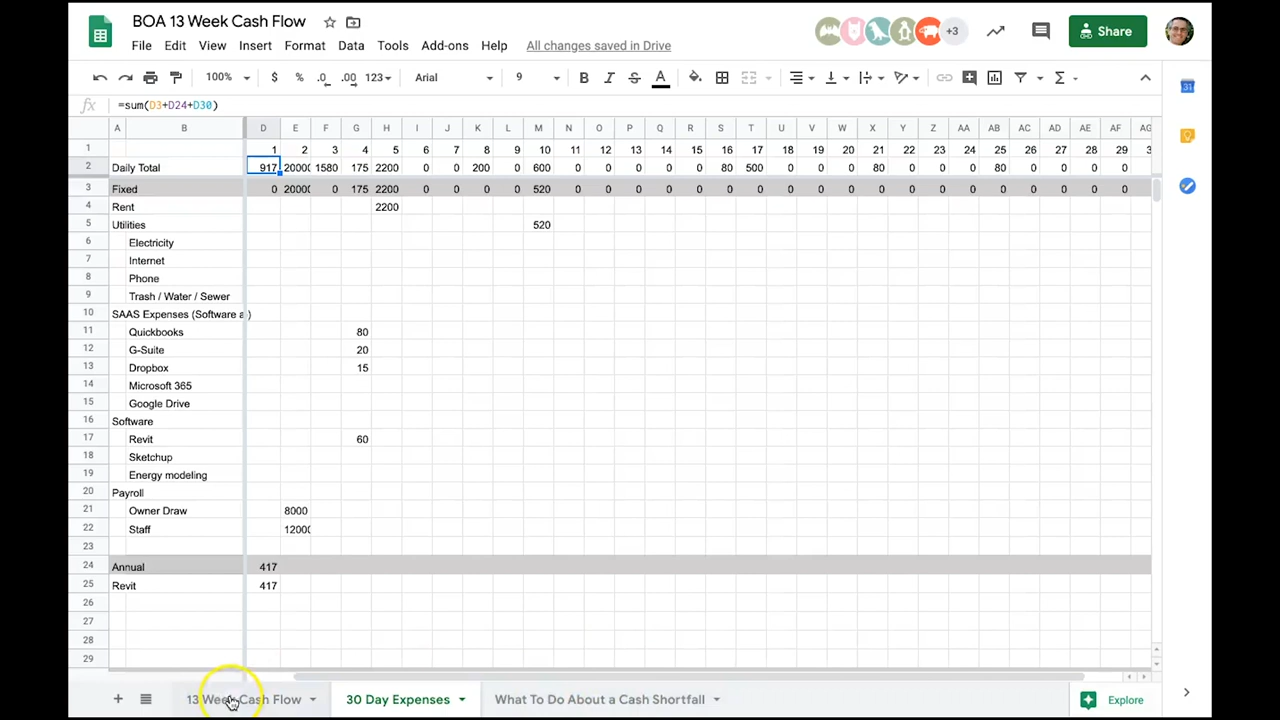 BOA 13 Week Cash Flow
File Edit View Insert Format Data Tools Add-ons Help All changes saved in Drive
+3
Share
100% $ % .0 .00 123 Arial 9 B I S A
fx =sum(D3+D24+D30)
A B D E F G H I J K L M N O P Q R S T U V W X Y Z AA AB AC AD AE AF AG
1 1 2 3 4 5 6 7 8 9 10 11 12 13 14 15 16 17 18 19 20 21 22 23 24 25 26 27 28 29 3
2 Daily Total 917 2000 1580 175 2200 0 0 200 0 600 0 0 0 0 0 80 500 0 0 0 80 0 0 0 80 0 0 0 0
3 Fixed 0 2000 0 175 2200 0 0 0 0 520 0 0 0 0 0 0 0 0 0 0 0 0 0 0 0 0 0 0 0
4 Rent 2200
5 Utilities 520
6 Electricity
7 Internet
8 Phone
9 Trash / Water / Sewer
10 SAAS Expenses (Software a )
11 Quickbooks 80
12 G-Suite 20
13 Dropbox 15
14 Microsoft 365
15 Google Drive
16 Software
17 Revit 60
18 Sketchup
19 Energy modeling
20 Payroll
21 Owner Draw 8000
22 Staff 1200
23
24 Annual 417
25 Revit 417
26
27
28
29
13 Week Cash Flow 30 Day Expenses What To Do About a Cash Shortfall Explore
31